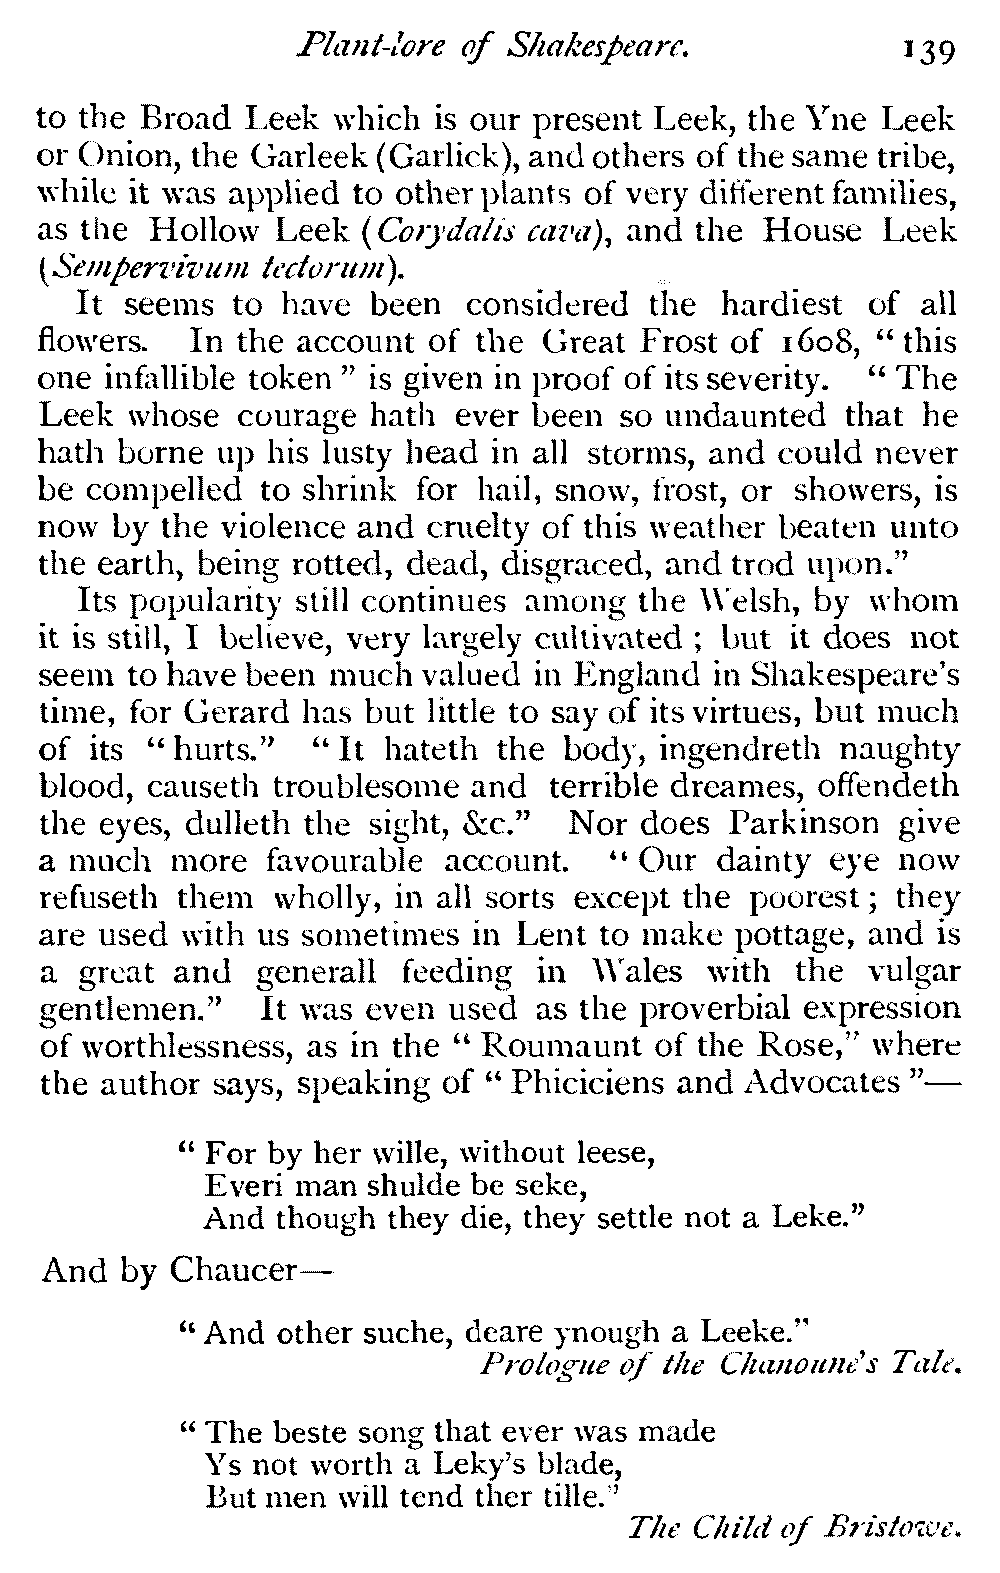 Plant-lore of Shakespeare. 139
to the Broad Leek which is our present Leek, the Yne Leek
or Onion, the Garleek (Garlick), and others of the same tribe,
while it was applied to other plants of very different families,
as the Hollow Leek (Corydalis cava), and the House Leek
(Sempervivum tectorum).
It seems to have been considered the hardiest of all
flowers. In the account of the Great Frost of 1608, “this
one infallible token” is given in proof of its severity. “The
Leek whose courage hath ever been so undaunted that he
hath borne up his lusty head in all storms, and could never
be compelled to shrink for hail, snow, frost, or showers, is
now by the violence and cruelty of this weather beaten unto
the earth, being rotted, dead, disgraced, and trod upon.”
Its popularity still continues among the Welsh, by whom
it is still, I believe, very largely cultivated ; but it does not
seem to have been much valued in England in Shakespeare's
time, for Gerard has but little to say of its virtues, but much
of its “hurts.” “It hateth the body, ingendreth naughty
blood, causeth troublesome and terrible dreames, offendeth
the eyes, dulleth the sight, &c.” Nor does Parkinson give
a much more favourable account. “Our dainty eye now
refuseth them wholly, in all sorts except the poorest ; they
are used with us sometimes in Lent to make pottage, and is
a great and generall feeding in Wales with the vulgar
gentlemen.” It was even used as the proverbial expression
of worthlessness, as in the “Roumaunt of the Rose,” where
the author says, speaking of “Phiciciens and Advocates”—
“For by her wille, without leese,
Everi man shulde be seke,
And though they die, they settle not a Leke.”
And by Chaucer—
“And other suche, deare ynough a Leeke.”
Prologue of the Chanoune's Tale.
“The beste song that ever was made
Ys not worth a Leky's blade,
But men will tend ther tille.”
The Child of Bristowe.